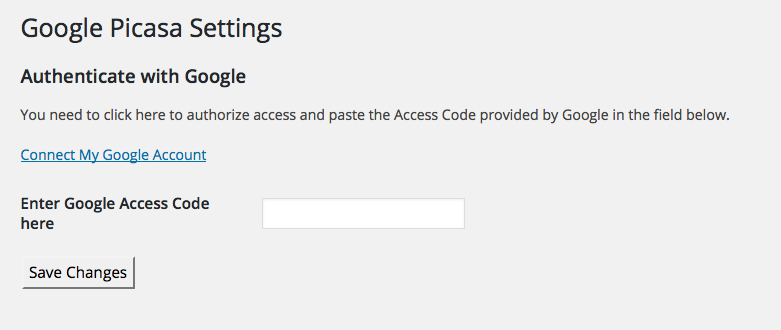 Google Picasa Settings
Authenticate with Google
You need to click here to authorize access and paste the Access Code provided by Google in the field below.
Connect My Google Account
Enter Google Access Code
here
Save Changes